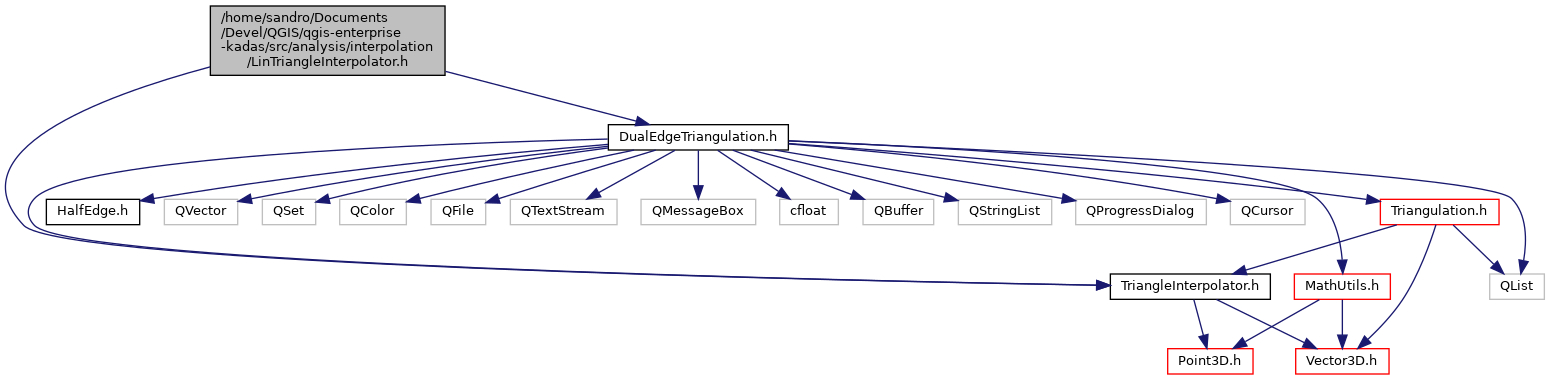 /home/sandro/Documents
/Devel/QGIS/qgis-enterprise
-kadas/src/analysis/interpolation
/LinTriangleInterpolator.h
DualEdgeTriangulation.h
HalfEdge.h
QVector
QSet
QColor
QFile
QTextStream
QMessageBox
cfloat
QBuffer
QStringList
QProgressDialog
QCursor
Triangulation.h
TriangleInterpolator.h
MathUtils.h
QList
Point3D.h
Vector3D.h